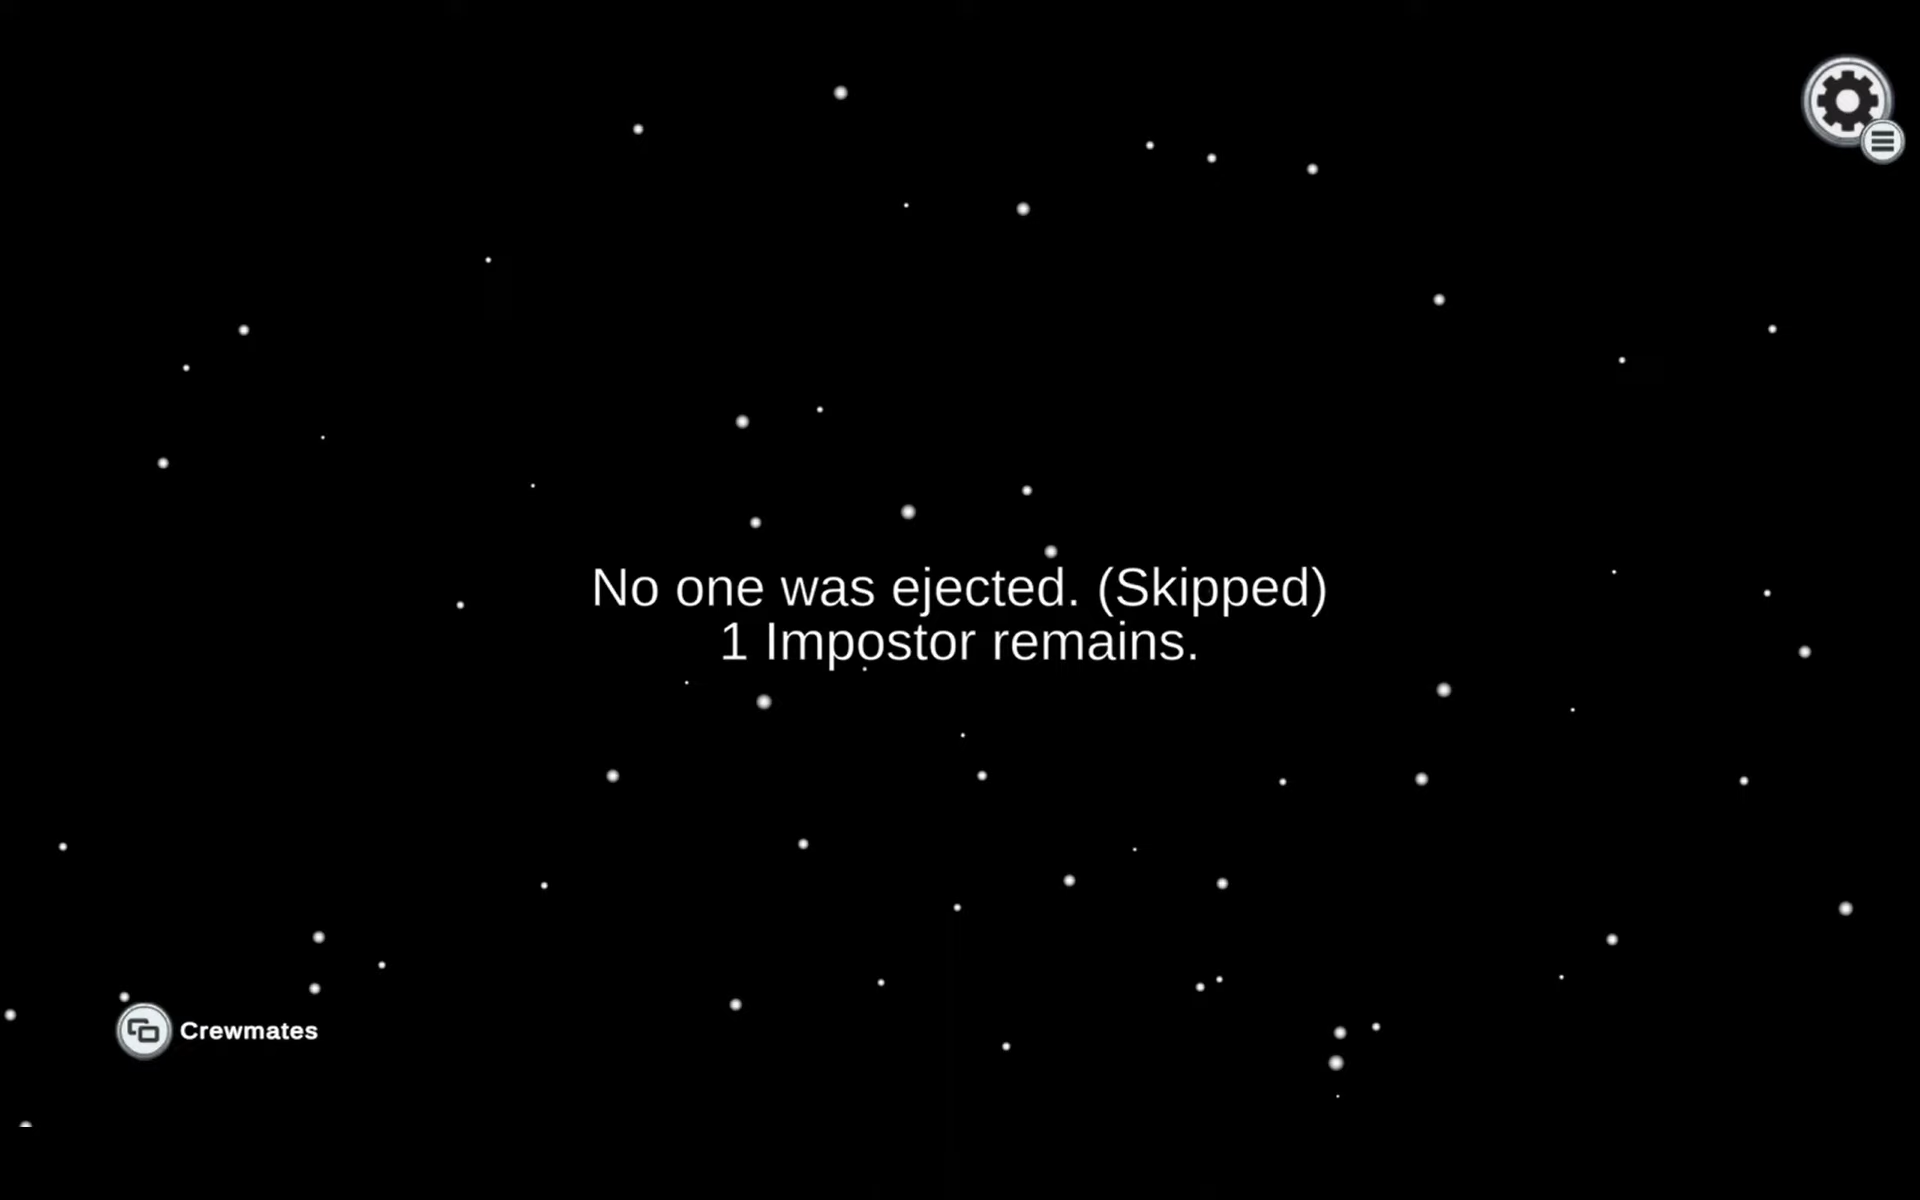 No one was ejected. (Skipped)
1 Impostor remains.
Crewmates